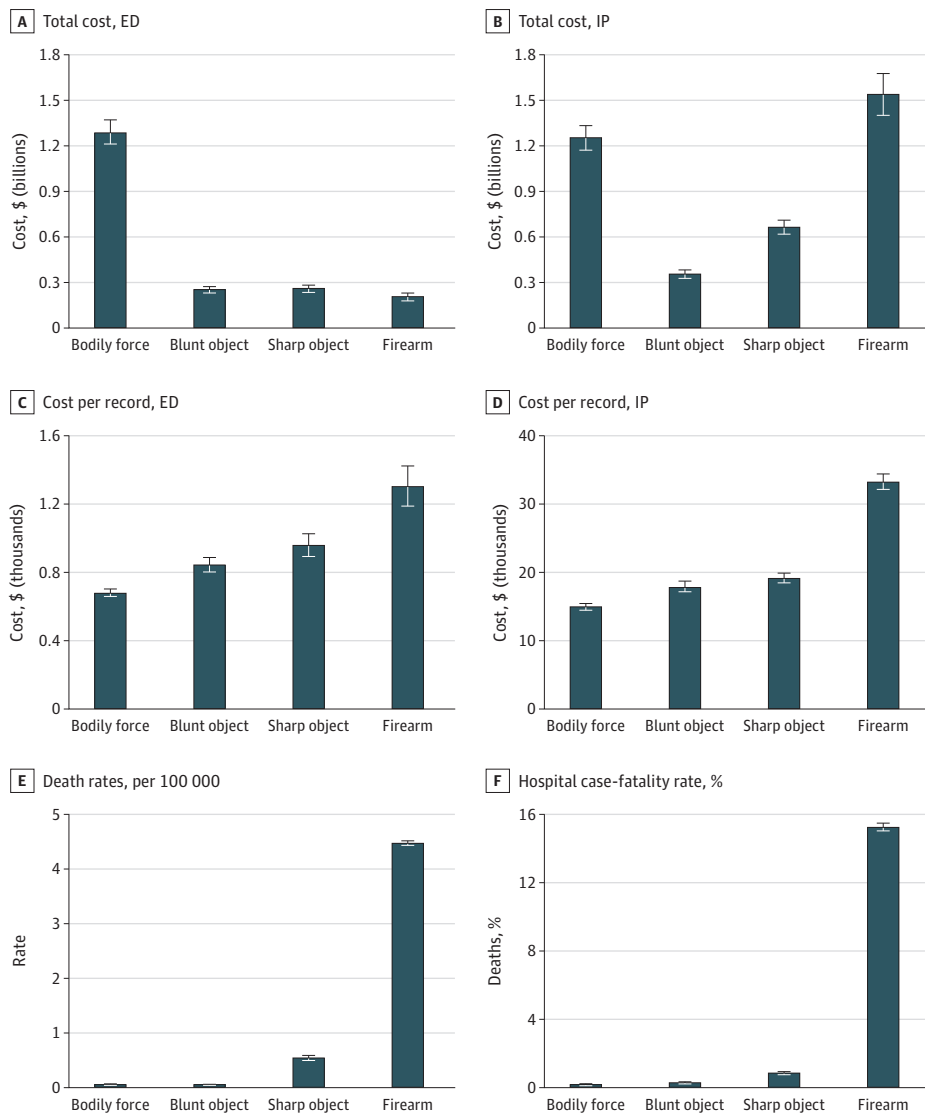 A Total cost, ED
1.8
1.5
1.2
0.9
0.6
0.3
0
Cost, $ (billions)
Bodily force Blunt object Sharp object Firearm
B Total cost, IP
1.8
1.5
1.2
0.9
0.6
0.3
0
Cost, $ (billions)
Bodily force Blunt object Sharp object Firearm
C Cost per record, ED
1.6
1.2
0.8
0.4
0
Cost, $ (thousands)
Bodily force Blunt object Sharp object Firearm
D Cost per record, IP
40
30
20
10
0
Cost, $ (thousands)
Bodily force Blunt object Sharp object Firearm
E Death rates, per 100 000
5
4
3
2
1
0
Rate
Bodily force Blunt object Sharp object Firearm
F Hospital case-fatality rate, %
16
12
8
4
0
Deaths, %
Bodily force Blunt object Sharp object Firearm